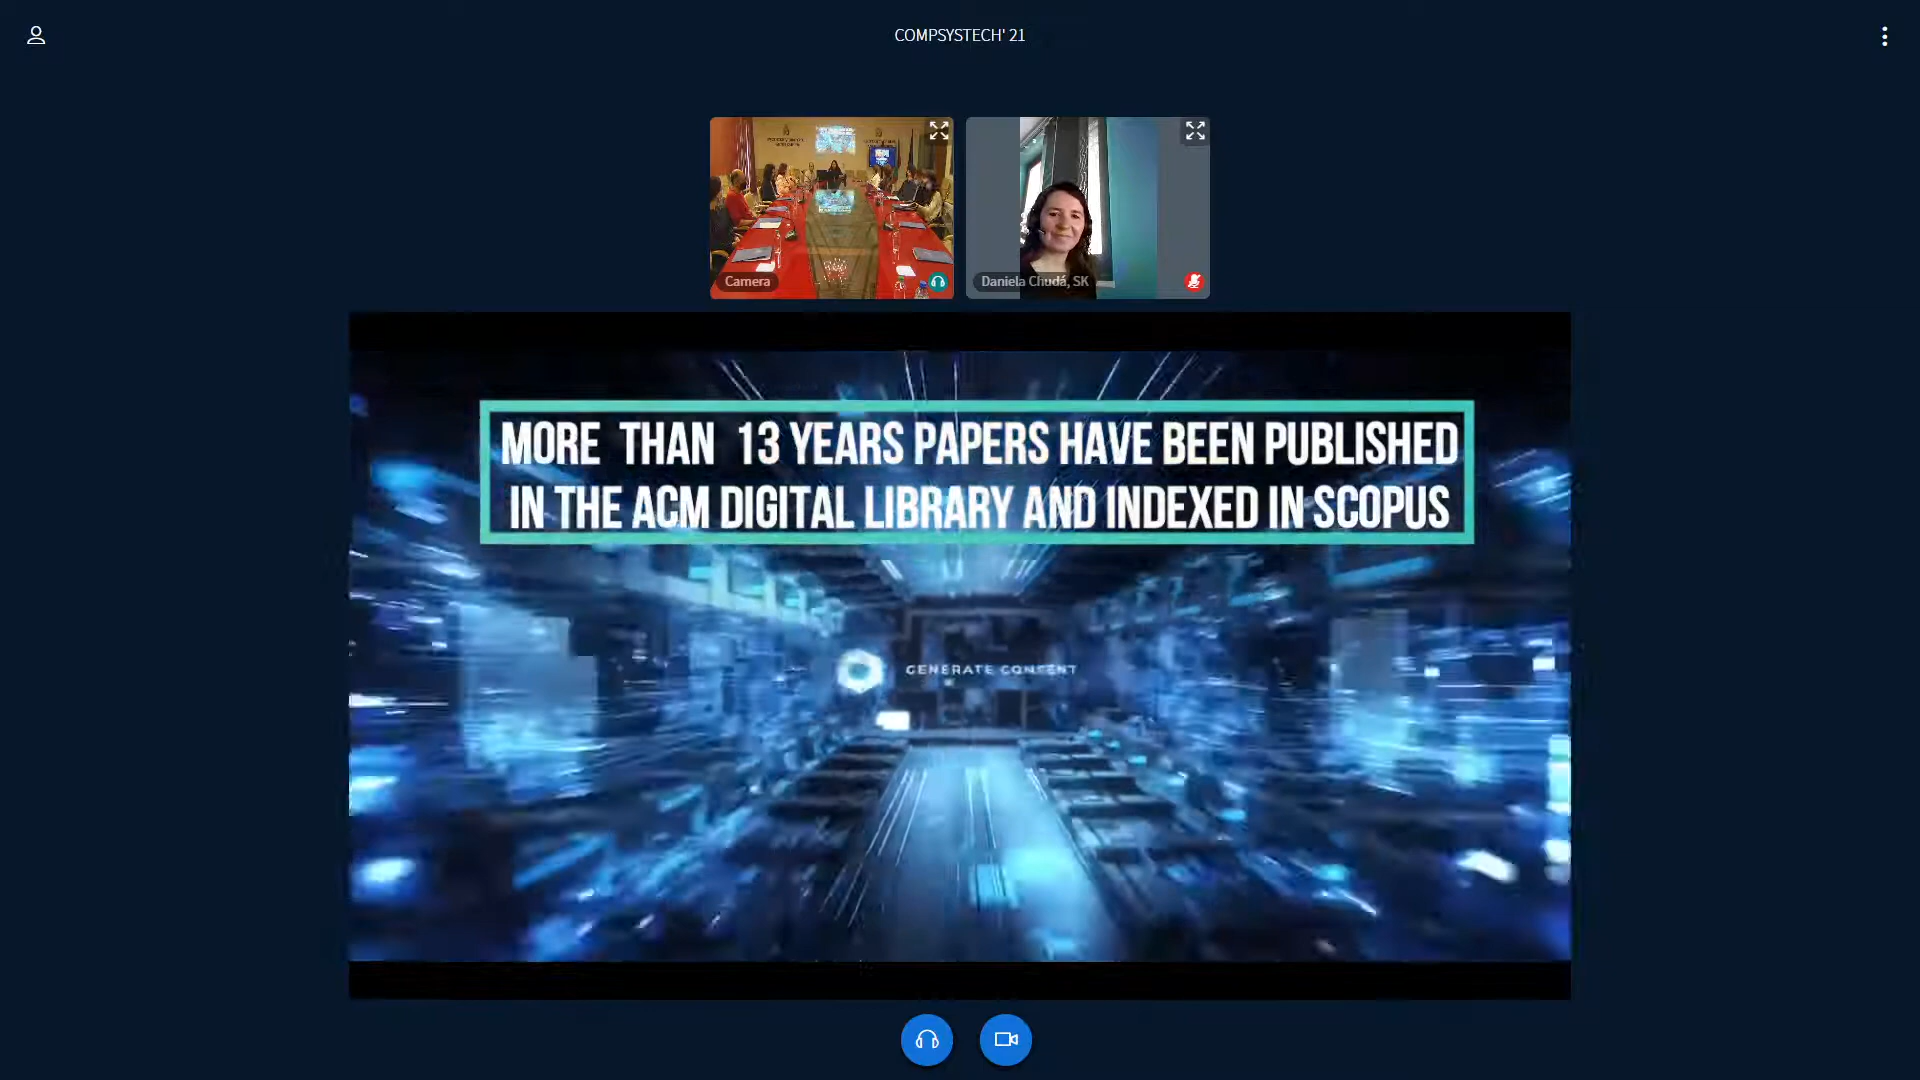 COMPSYSTECH' 21
Camera
Daniela Chudá, SK
MORE THAN 13 YEARS PAPERS HAVE BEEN PUBLISHED
IN THE ACM DIGITAL LIBRARY AND INDEXED IN SCOPUS
GENERATE CONTENT